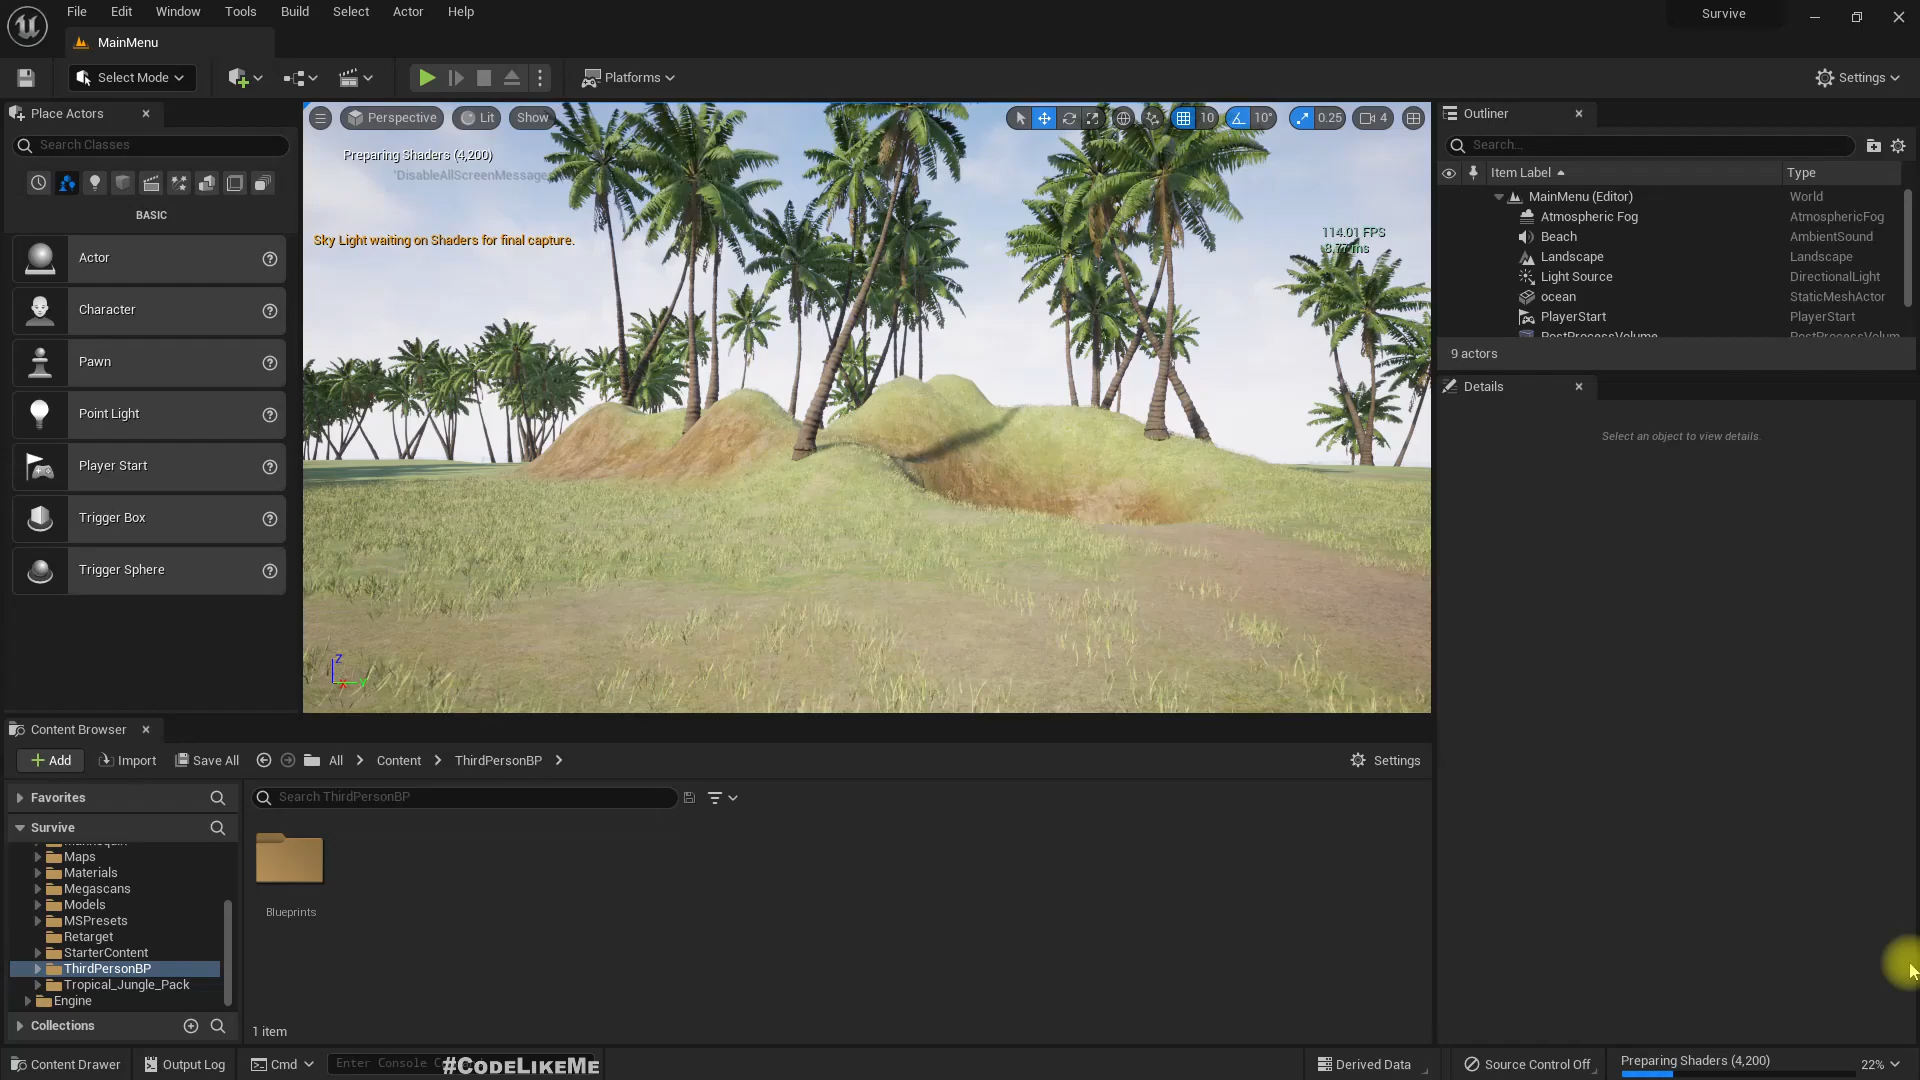 File Edit Window Tools Build Select Actor Help
Survive
MainMenu
Select Mode
Platforms
Settings
Place Actors
Search Classes
BASIC
Actor
Character
Pawn
Point Light
Player Start
Trigger Box
Trigger Sphere
Perspective Lit Show
10 10° 0.25 4
Preparing Shaders (4,200)
'DisableAllScreenMessages
Sky Light waiting on Shaders for final capture.
114.01 FPS
8.77 ms
Z
Y
X
Outliner
Search...
Item Label Type
MainMenu (Editor) World
Atmospheric Fog AtmosphericFog
Beach AmbientSound
Landscape Landscape
Light Source DirectionalLight
ocean StaticMeshActor
PlayerStart PlayerStart
PostProcessVolume PostProcessVolum
9 actors
Details
Select an object to view details.
Content Browser
Add Import Save All All Content ThirdPersonBP Settings
Favorites
Survive
Maps
Materials
Megascans
Models
MSPresets
Retarget
StarterContent
ThirdPersonBP
Tropical_Jungle_Pack
Engine
Collections
Search ThirdPersonBP
Blueprints
1 item
Content Drawer Output Log Cmd Enter Console
#CodeLikeMe
Derived Data Source Control Off Preparing Shaders (4,200) 22%